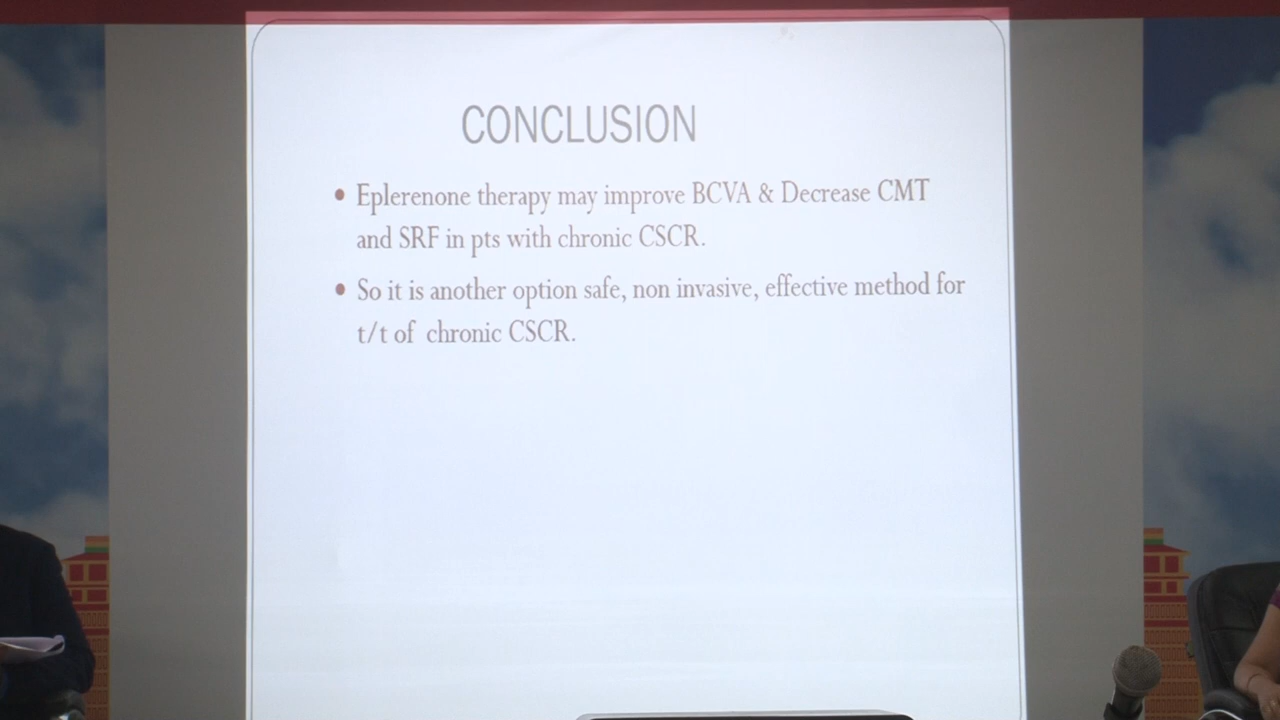 CONCLUSION
• Eplerenone therapy may improve BCVA & Decrease CMT
and SRF in pts with chronic CSCR.
• So it is another option safe, non invasive, effective method for
t/t of chronic CSCR.